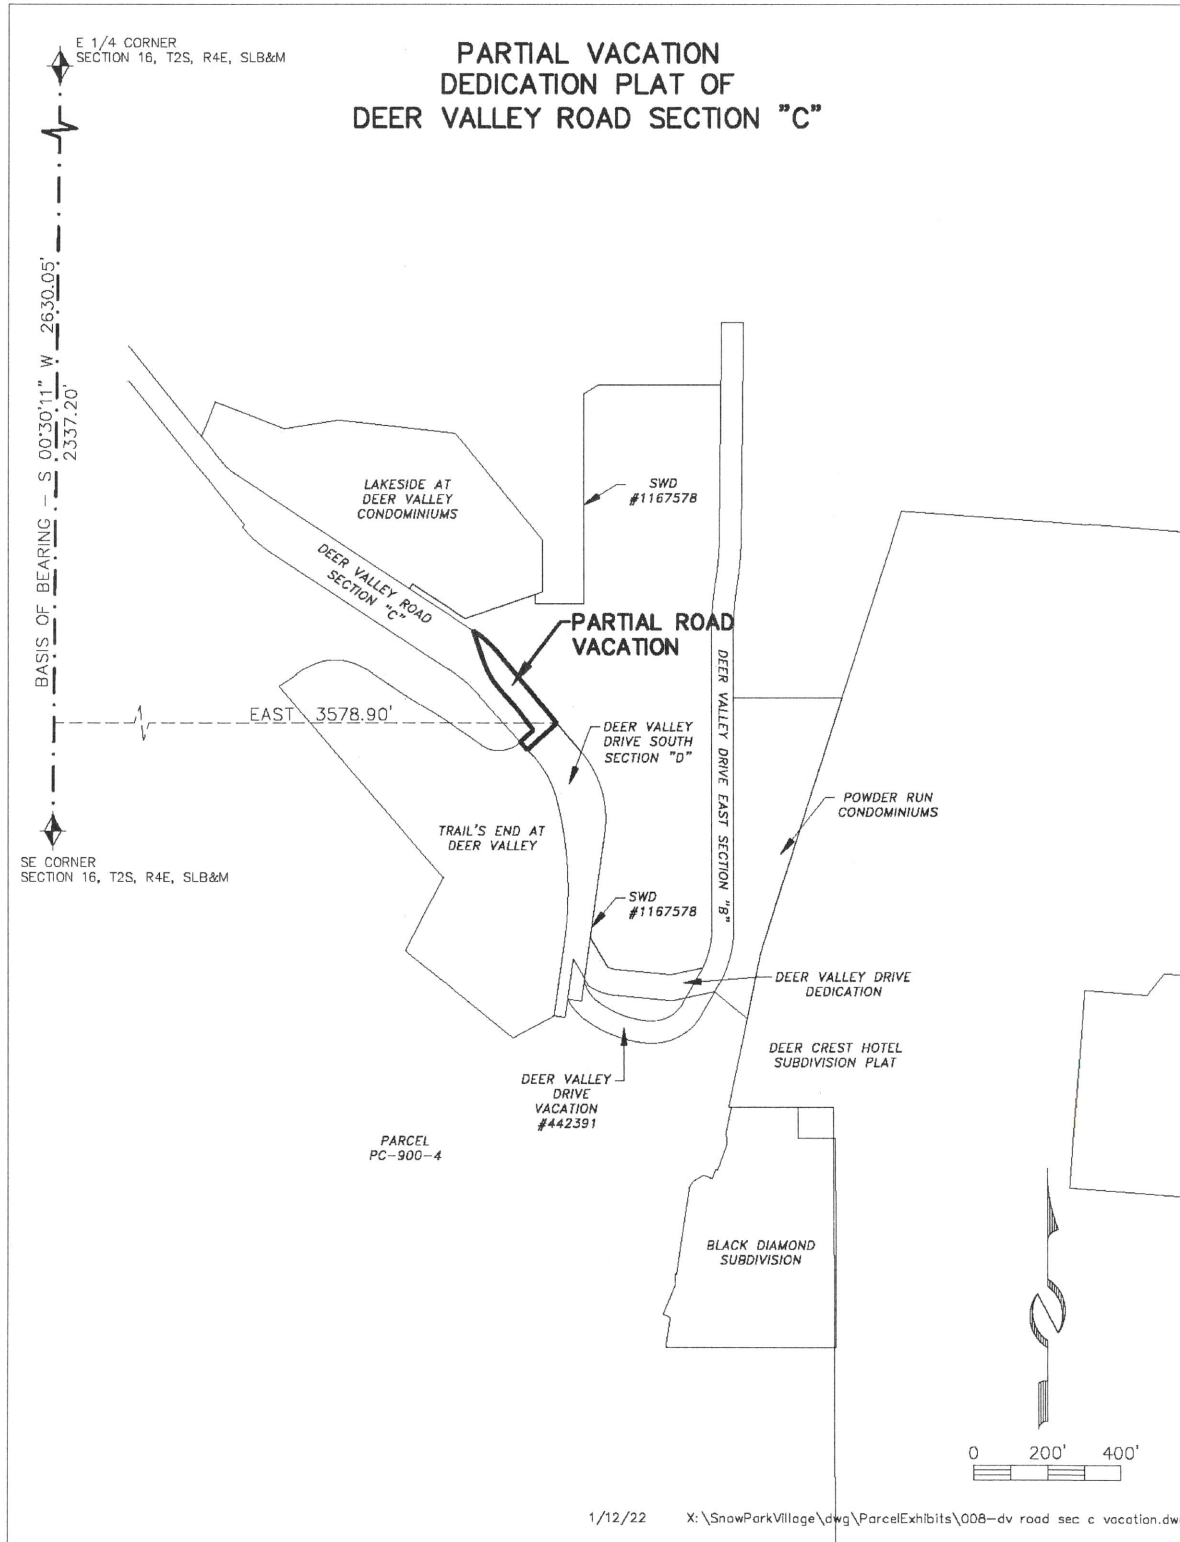 E 1/4 CORNER
SECTION 16, T2S, R4E, SLB&M
PARTIAL VACATION
DEDICATION PLAT OF
DEER VALLEY ROAD SECTION "C"
BASIS OF BEARING - S 00°30'11" W 2630.05'
2337.20'
LAKESIDE AT
DEER VALLEY
CONDOMINIUMS
SWD
#1167578
DEER VALLEY ROAD
SECTION "C"
PARTIAL ROAD
VACATION
EAST 3578.90'
DEER VALLEY
DRIVE SOUTH
SECTION "D"
DEER VALLEY DRIVE EAST SECTION "B"
POWDER RUN
CONDOMINIUMS
TRAIL'S END AT
DEER VALLEY
SE CORNER
SECTION 16, T2S, R4E, SLB&M
SWD
#1167578
DEER VALLEY DRIVE
DEDICATION
DEER CREST HOTEL
SUBDIVISION PLAT
DEER VALLEY
DRIVE
VACATION
#442391
PARCEL
PC-900-4
BLACK DIAMOND
SUBDIVISION
0 200' 400'
1/12/22 X:\SnowParkVillage\dwg\ParcelExhibits\008-dv road sec c vacation.dw